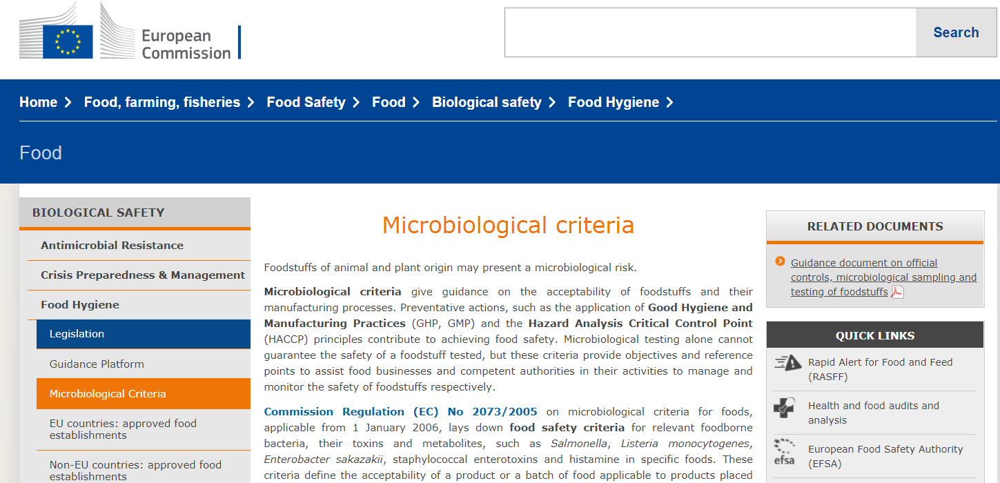 European
Commission
Search
Home
Food, farming, fisheries
Food Safety
Food
Biological safety
Food Hygiene
Food
BIOLOGICAL SAFETY
Antimicrobial Resistance
Crisis Preparedness & Management
Food Hygiene
Legislation
Guidance Platform
Microbiological Criteria
EU countries: approved food
establishments
Non-EU countries: approved food
establishments
Microbiological criteria
Foodstuffs of animal and plant origin may present a microbiological risk.
Microbiological criteria give guidance on the acceptability of foodstuffs and their
manufacturing processes. Preventative actions, such as the application of Good Hygiene and
Manufacturing Practices (GHP, GMP) and the Hazard Analysis Critical Control Point
(HACCP) principles contribute to achieving food safety. Microbiological testing alone cannot
guarantee the safety of a foodstuff tested, but these criteria provide objectives and reference
points to assist food businesses and competent authorities in their activities to manage and
monitor the safety of foodstuffs respectively.
Commission Regulation (EC) No 2073/2005 on microbiological criteria for foods,
applicable from 1 January 2006, lays down food safety criteria for relevant foodborne
bacteria, their toxins and metabolites, such as Salmonella, Listeria monocytogenes,
Enterobacter sakazakii, staphylococcal enterotoxins and histamine in specific foods. These
criteria define the acceptability of a product or a batch of food applicable to products placed
RELATED DOCUMENTS
Guidance document on official
controls, microbiological sampling and
testing of foodstuffs
QUICK LINKS
Rapid Alert for Food and Feed
(RASFF)
Health and food audits and
analysis
efsa
European Food Safety Authority
(EFSA)